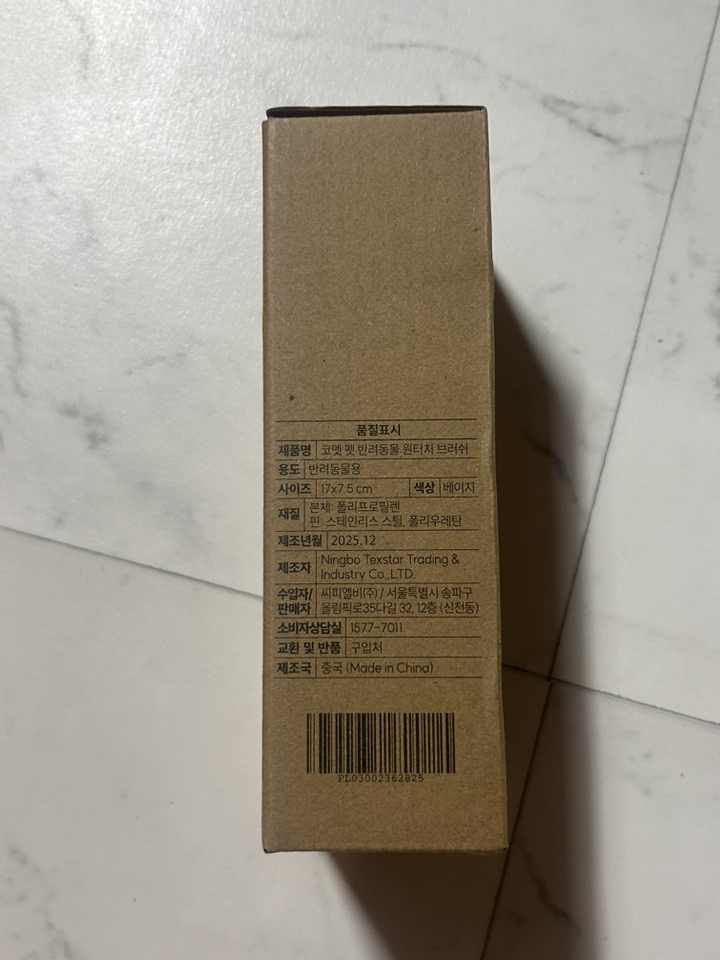 품질표시
제품명 코멧 펫 반려동물 원터치 브러쉬
용도 반려동물용
사이즈 17x7.5 cm 색상 베이지
재질 본체: 폴리프로필렌
핀: 스테인리스 스틸, 폴리우레탄
제조년월 2025.12
제조자 Ningbo Texstar Trading &
Industry Co.,LTD.
수입자/ 씨피엘비(주) / 서울특별시 송파구
판매자 올림픽로35다길 32, 12층 (신천동)
소비자상담실 1577-7011
교환 및 반품 구입처
제조국 중국 (Made in China)
PL03002362825